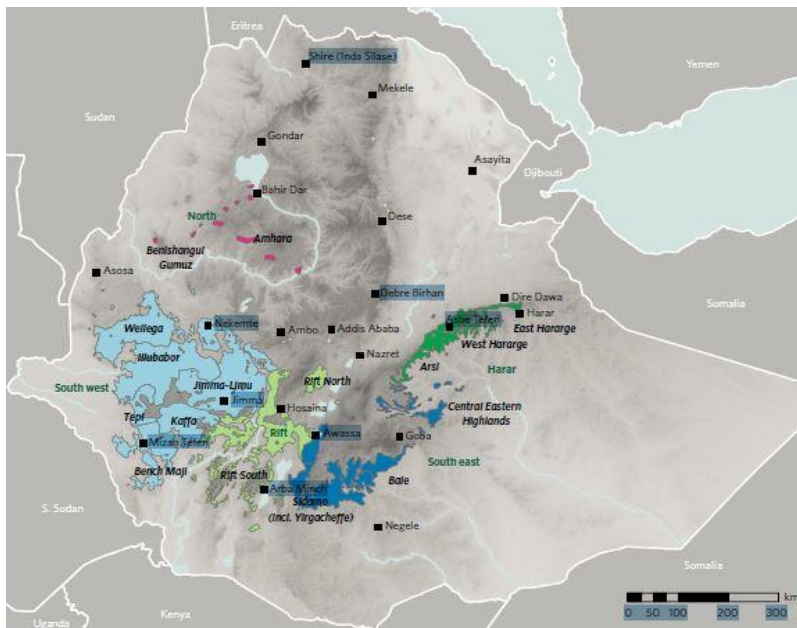 Eritrea
Shire (Inda Silase)
Yemen
Mekele
Sudan
Gondar
Asayita
Djibouti
Bahir Dar
North
Dese
Amhara
Benishangul
Gumuz
Asosa
Debre Birhan
Dire Dawa
Somalia
Wellega
Nekemte
Ambo
Addis Ababa
Asbe Teferi
Harar
East Hararge
West Hararge
Illubabor
Nazret
Arsi
Harar
South west
Jimma-Limu
Rift North
Jimma
Hosaina
Central Eastern
Highlands
Tepi
Kaffa
Rift
Awassa
Goba
Mizan Teferi
Bench Maji
Rift South
Bale
South east
Arba Minch
Sidamo
(incl. Yirgacheffe)
S. Sudan
Negele
Somalia
km
0 50 100 200 300
Kenya
Uganda